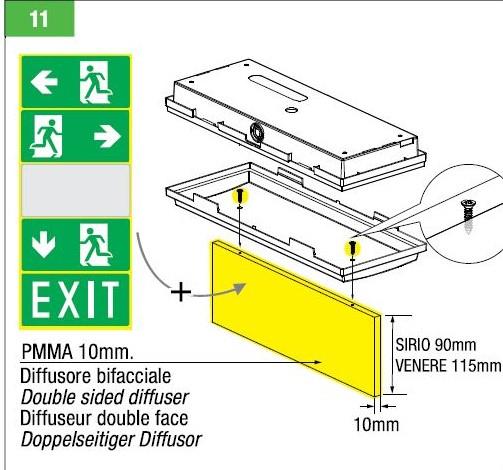 11
EXIT
PMMA 10mm.
Diffusore bifacciale
Double sided diffuser
Diffuseur double face
Doppelseitiger Diffusor
SIRIO 90mm
VENERE 115mm
10mm